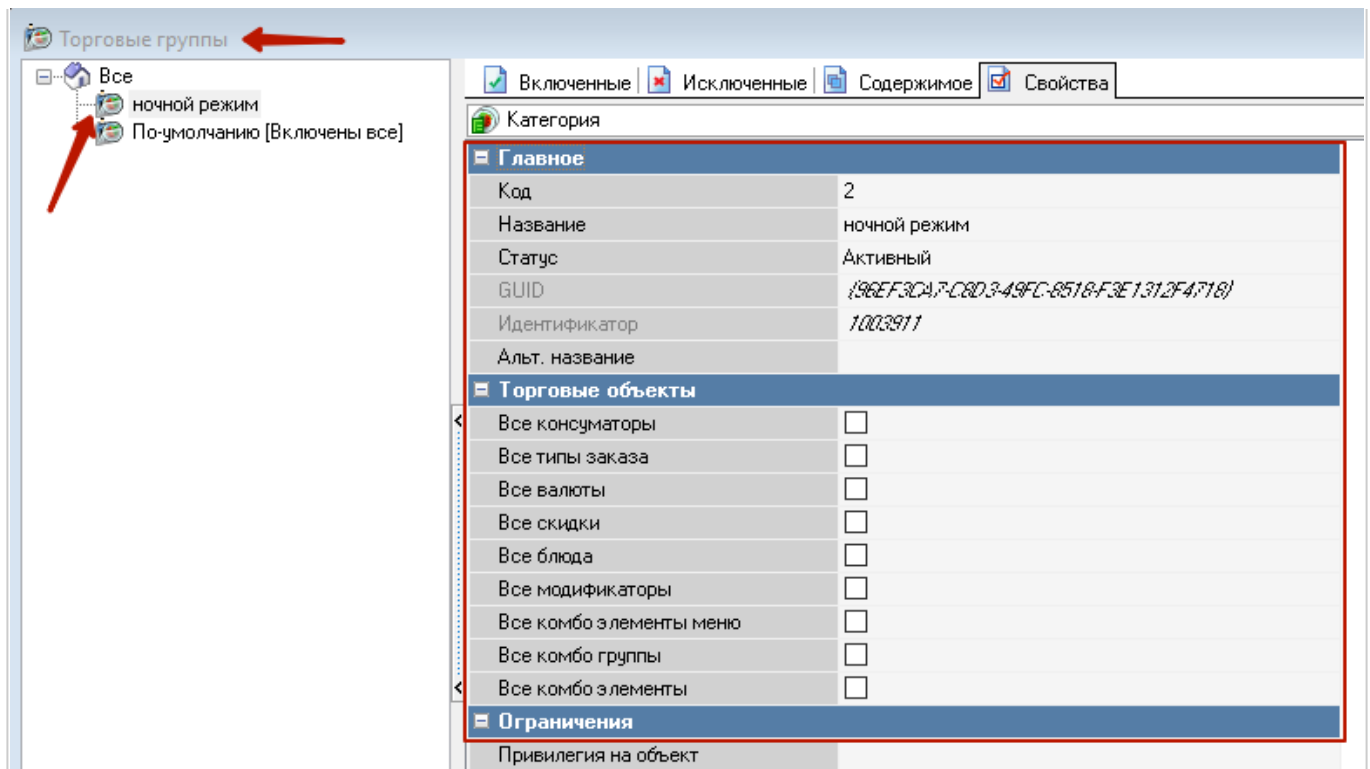 Торговые группы
Все
ночной режим
По-умолчанию [Включены все]
Включенные Исключенные Содержимое Свойства
Категория
Главное
Код 2
Название ночной режим
Статус Активный
GUID {96EF3CA7-C8D3-49FC-8518-F3E1312F4718}
Идентификатор 1003911
Альт. название
Торговые объекты
Все консуматоры
Все типы заказа
Все валюты
Все скидки
Все блюда
Все модификаторы
Все комбо элементы меню
Все комбо группы
Все комбо элементы
Ограничения
Привилегия на объект